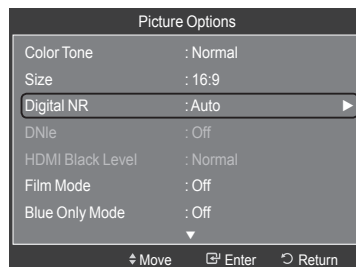 Picture Options
Color Tone : Normal
Size : 16:9
Digital NR : Auto
DNIe : Off
HDMI Black Level : Normal
Film Mode : Off
Blue Only Mode : Off
Move Enter Return